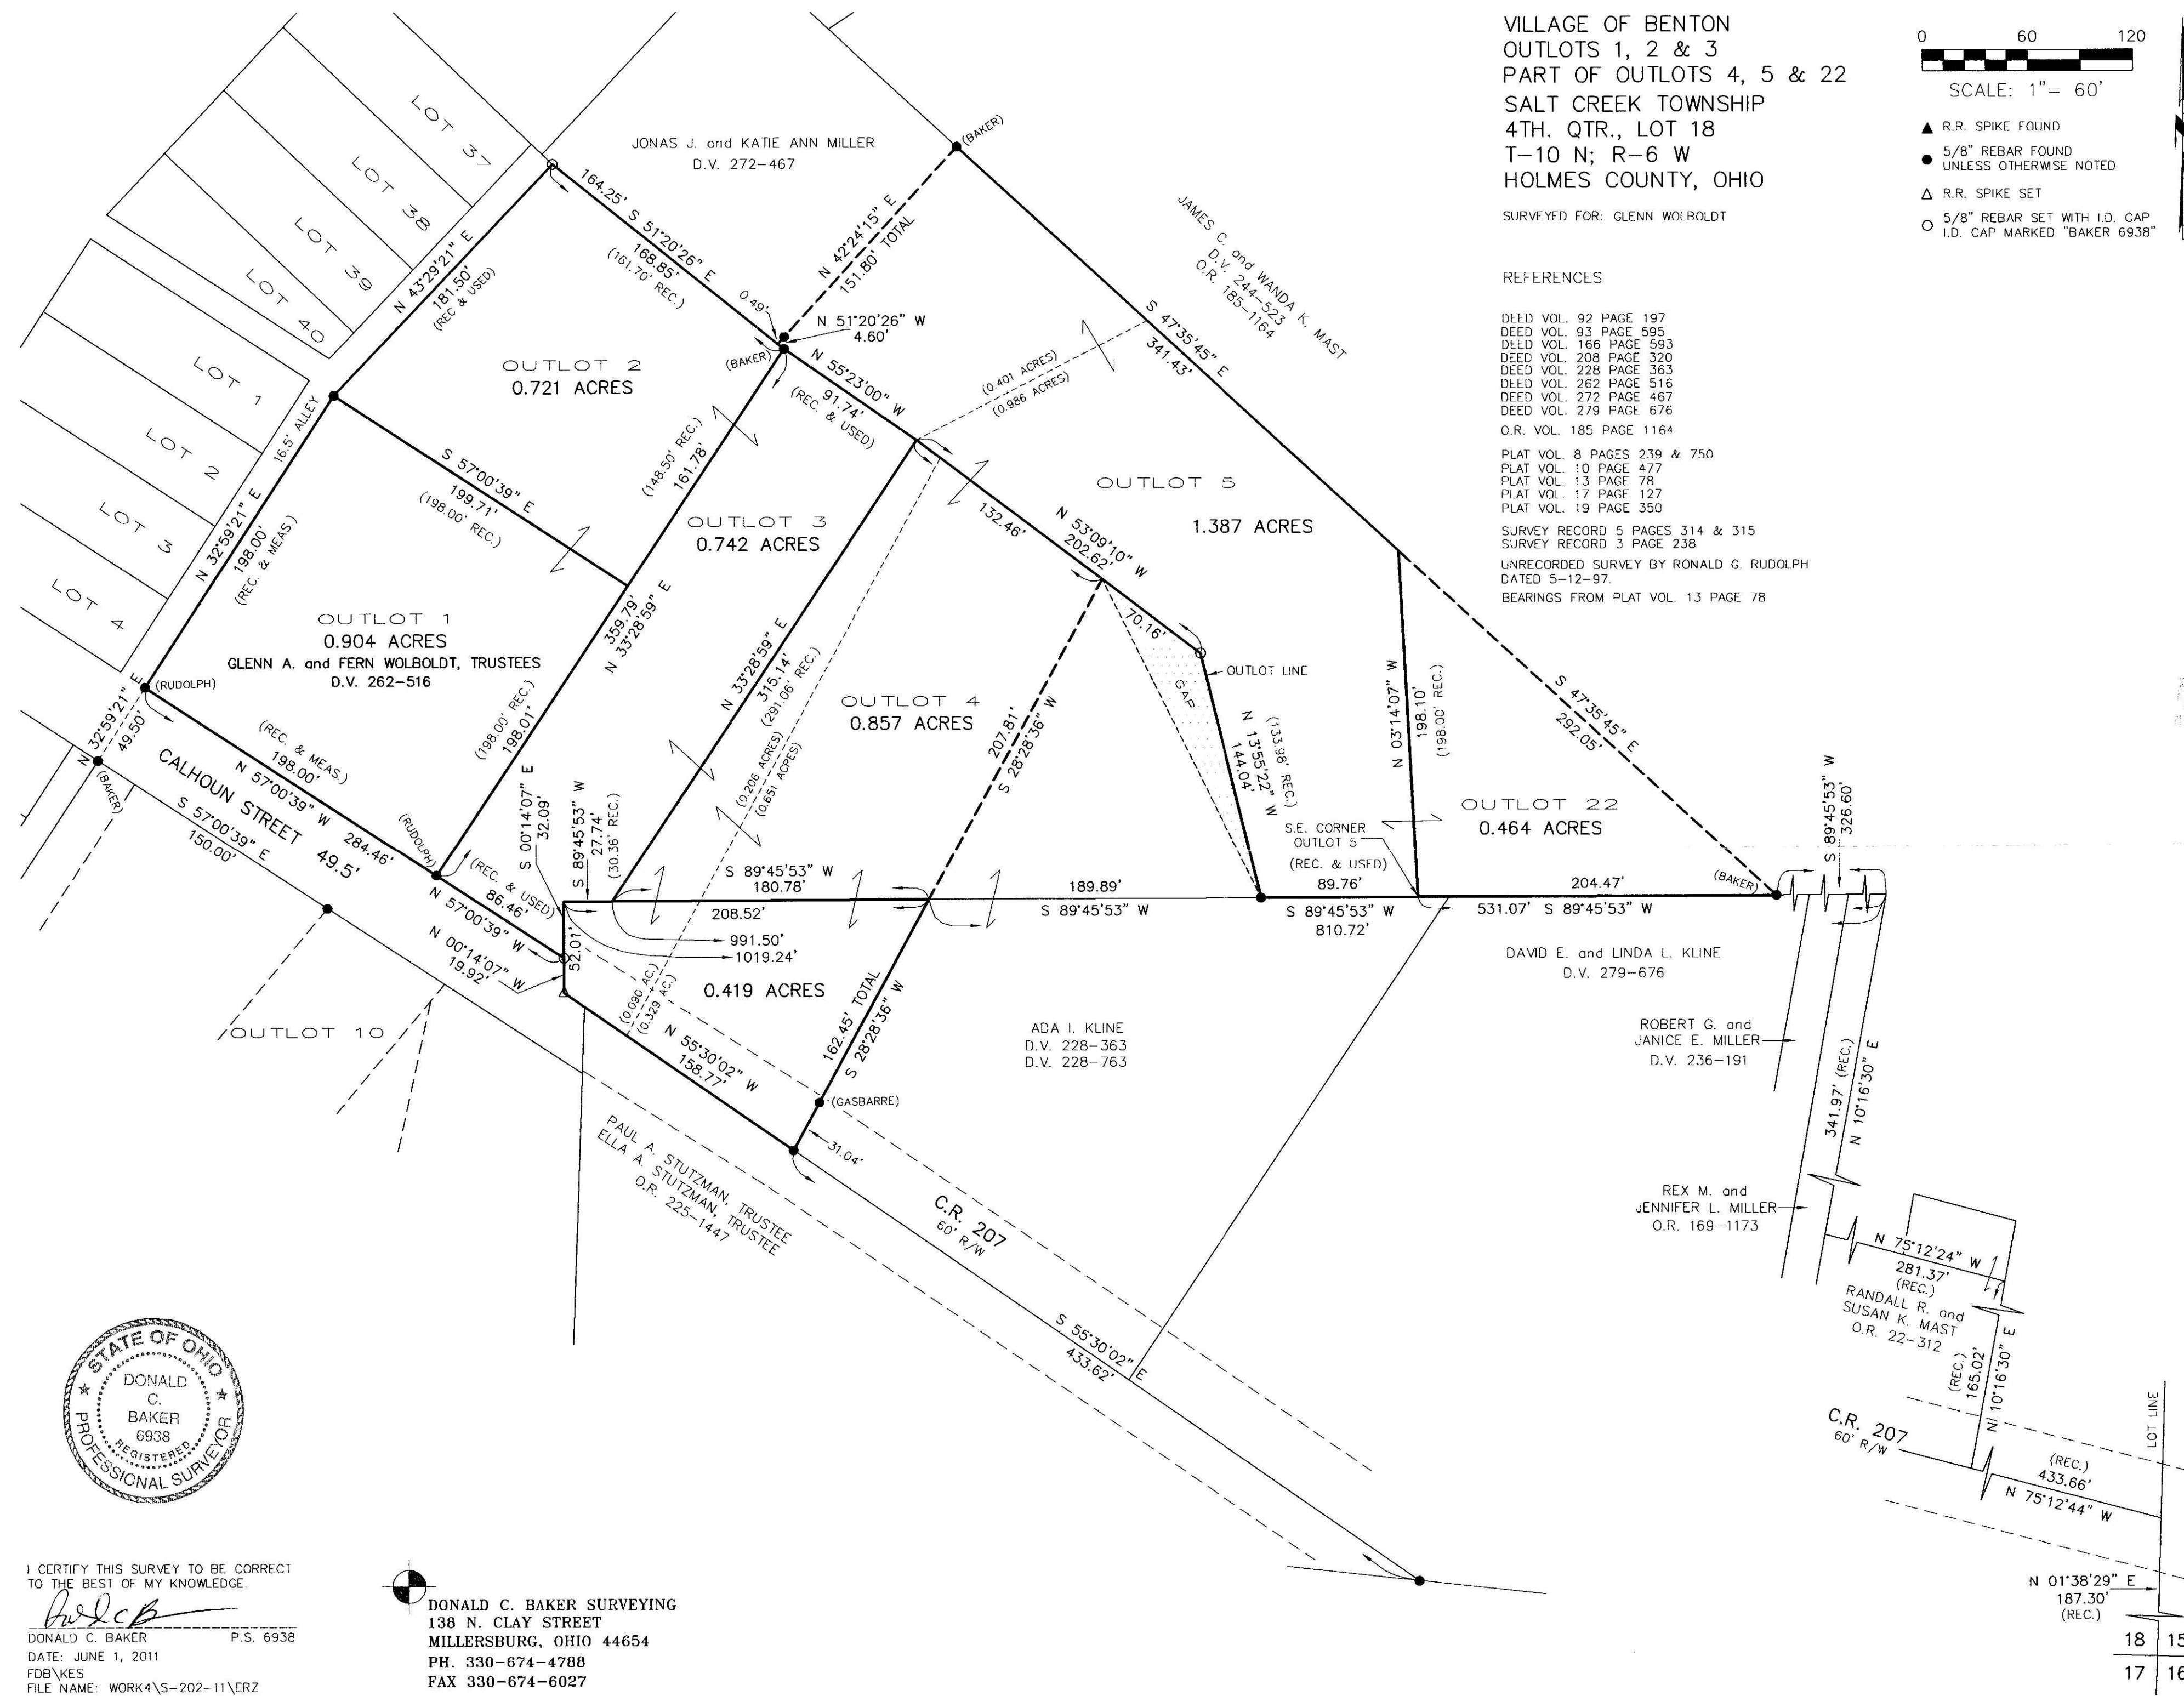 VILLAGE OF BENTON
OUTLOTS 1, 2 & 3
PART OF OUTLOTS 4, 5 & 22
SALT CREEK TOWNSHIP
4TH. QTR., LOT 18
T-10 N; R-6 W
HOLMES COUNTY, OHIO
SURVEYED FOR: GLENN WOLBOLDT
0 60 120
SCALE: 1"= 60'
R.R. SPIKE FOUND
5/8" REBAR FOUND
UNLESS OTHERWISE NOTED
R.R. SPIKE SET
5/8" REBAR SET WITH I.D. CAP
I.D. CAP MARKED "BAKER 6938"
REFERENCES
DEED VOL. 92 PAGE 197
DEED VOL. 93 PAGE 595
DEED VOL. 166 PAGE 593
DEED VOL. 208 PAGE 320
DEED VOL. 228 PAGE 363
DEED VOL. 262 PAGE 516
DEED VOL. 272 PAGE 467
DEED VOL. 279 PAGE 676
O.R. VOL. 185 PAGE 1164
PLAT VOL. 8 PAGES 239 & 750
PLAT VOL. 10 PAGE 477
PLAT VOL. 13 PAGE 78
PLAT VOL. 17 PAGE 127
PLAT VOL. 19 PAGE 350
SURVEY RECORD 5 PAGES 314 & 315
SURVEY RECORD 3 PAGE 238
UNRECORDED SURVEY BY RONALD G. RUDOLPH
DATED 5-12-97.
BEARINGS FROM PLAT VOL. 13 PAGE 78
LOT 37
LOT 38
LOT 39
LOT 40
LOT 1
LOT 2
LOT 3
LOT 4
16.5' ALLEY
JONAS J. and KATIE ANN MILLER
D.V. 272-467
(BAKER)
164.25' S 51°20'26" E
168.85'
(161.70' REC.)
N 42°24'15" E
151.80' TOTAL
0.49'
N 51°20'26" W
4.60'
(BAKER)
N 43°29'21" E
181.50'
(REC & USED)
OUTLOT 2
0.721 ACRES
JAMES C. and WANDA K. MAST
D.V. 244-523
O.R. 185-1164
S 47°35'45" E
341.43'
N 55°23'00" W
91.74'
(REC. & USED)
(0.401 ACRES)
(0.986 ACRES)
S 57°00'39" E
199.71'
(198.00' REC.)
(148.50' REC.)
161.78'
OUTLOT 3
0.742 ACRES
OUTLOT 5
1.387 ACRES
132.46'
N 53°09'10" W
202.62'
70.16'
N 32°59'21" E
198.00'
(REC. & MEAS.)
OUTLOT 1
0.904 ACRES
GLENN A. and FERN WOLBOLDT, TRUSTEES
D.V. 262-516
359.79'
N 33°28'59" E
(198.00' REC.)
198.01'
N 33°28'59" E
315.14'
(291.06' REC.)
(0.206 ACRES)
(0.651 ACRES)
OUTLOT 4
0.857 ACRES
207.81'
S 28°28'36" W
GAP
OUTLOT LINE
(133.98' REC.)
N 13°55'22" W
144.04'
N 03°14'07" W
198.10'
(198.00' REC.)
S 47°35'45" E
292.05'
OUTLOT 22
0.464 ACRES
S.E. CORNER
OUTLOT 5
(REC. & USED)
(BAKER)
S 89°45'53" W
326.60'
(RUDOLPH)
N 32°59'21" E
49.50'
(BAKER)
(REC. & MEAS.)
198.00'
N 57°00'39" W 284.46'
CALHOUN STREET 49.5'
S 57°00'39" E
150.00'
(RUDOLPH)
(REC. & USED)
86.46'
N 57°00'39" W
S 00°14'07" E
32.09'
S 89°45'53" W
27.74'
(30.36' REC.)
S 89°45'53" W
180.78'
208.52'
189.89'
S 89°45'53" W
89.76'
S 89°45'53" W
810.72'
204.47'
531.07' S 89°45'53" W
991.50'
1019.24'
52.01'
N 00°14'07" W
19.92'
0.419 ACRES
(0.090 AC.)
(0.329 AC.)
N 55°30'02" W
158.77'
162.45' TOTAL
S 28°28'36" W
(GASBARRE)
31.04'
OUTLOT 10
ADA I. KLINE
D.V. 228-363
D.V. 228-763
DAVID E. and LINDA L. KLINE
D.V. 279-676
PAUL A. STUTZMAN, TRUSTEE
ELLA A. STUTZMAN, TRUSTEE
O.R. 225-1447
C.R. 207
60' R/W
S 55°30'02" E
433.62'
ROBERT G. and
JANICE E. MILLER
D.V. 236-191
341.97' (REC.)
N 10°16'30" E
REX M. and
JENNIFER L. MILLER
O.R. 169-1173
N 75°12'24" W
281.37'
(REC.)
RANDALL R. and
SUSAN K. MAST
O.R. 22-312
(REC.)
165.02'
N 10°16'30" E
C.R. 207
60' R/W
(REC.)
433.66'
N 75°12'44" W
LOT LINE
N 01°38'29" E
187.30'
(REC.)
18 15
17 16
STATE OF OHIO
DONALD
C.
BAKER
6938
REGISTERED
PROFESSIONAL SURVEYOR
I CERTIFY THIS SURVEY TO BE CORRECT
TO THE BEST OF MY KNOWLEDGE.
DONALD C. BAKER P.S. 6938
DATE: JUNE 1, 2011
FDB\KES
FILE NAME: WORK4\S-202-11\ERZ
DONALD C. BAKER SURVEYING
138 N. CLAY STREET
MILLERSBURG, OHIO 44654
PH. 330-674-4788
FAX 330-674-6027